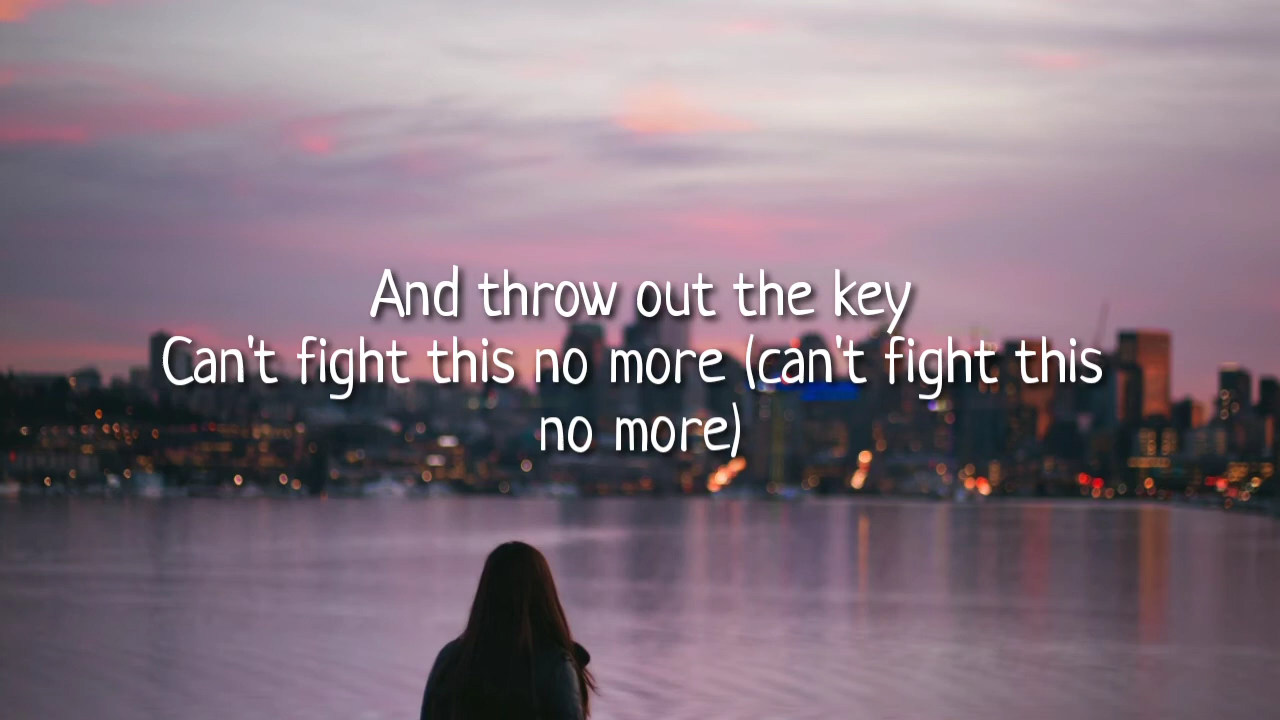 And throw out the key
Can't fight this no more (can't fight this
no more)